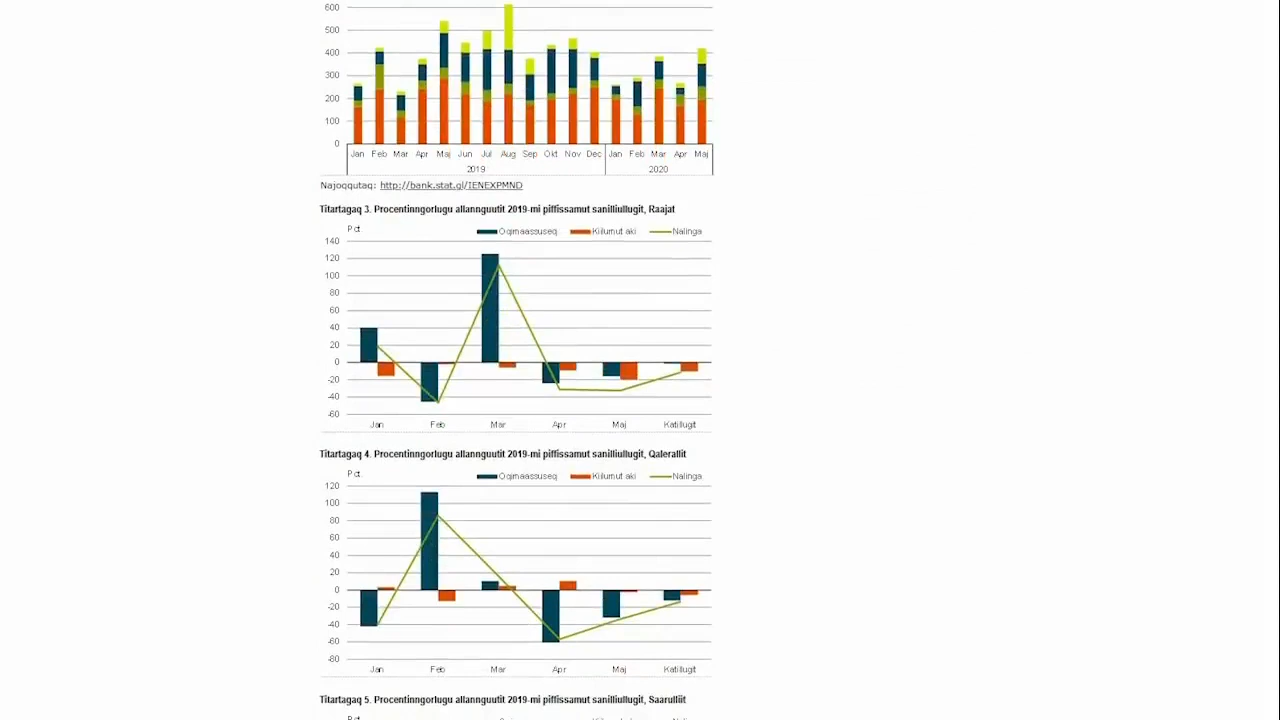 600
500
400
300
200
100
0
Jan Feb Mar Apr Maj Jun Jul Aug Sep Okt Nov Dec Jan Feb Mar Apr Maj
2019 2020
Najoqqutaq: http://bank.stat.gl/IENEXPMND
Titartagaq 3. Procentinngorlugu allannguutit 2019-mi piffissamut sanilliullugit, Raajat
Pct.
Oqimaassuseq Kiilumut aki Nalinga
140
120
100
80
60
40
20
0
-20
-40
-60
Jan Feb Mar Apr Maj Katillugit
Titartagaq 4. Procentinngorlugu allannguutit 2019-mi piffissamut sanilliullugit, Qalerallit
Pct.
Oqimaassuseq Kiilumut aki Nalinga
120
100
80
60
40
20
0
-20
-40
-60
-80
Jan Feb Mar Apr Maj Katillugit
Titartagaq 5. Procentinngorlugu allannguutit 2019-mi piffissamut sanilliullugit, Saarulliit
Pct.